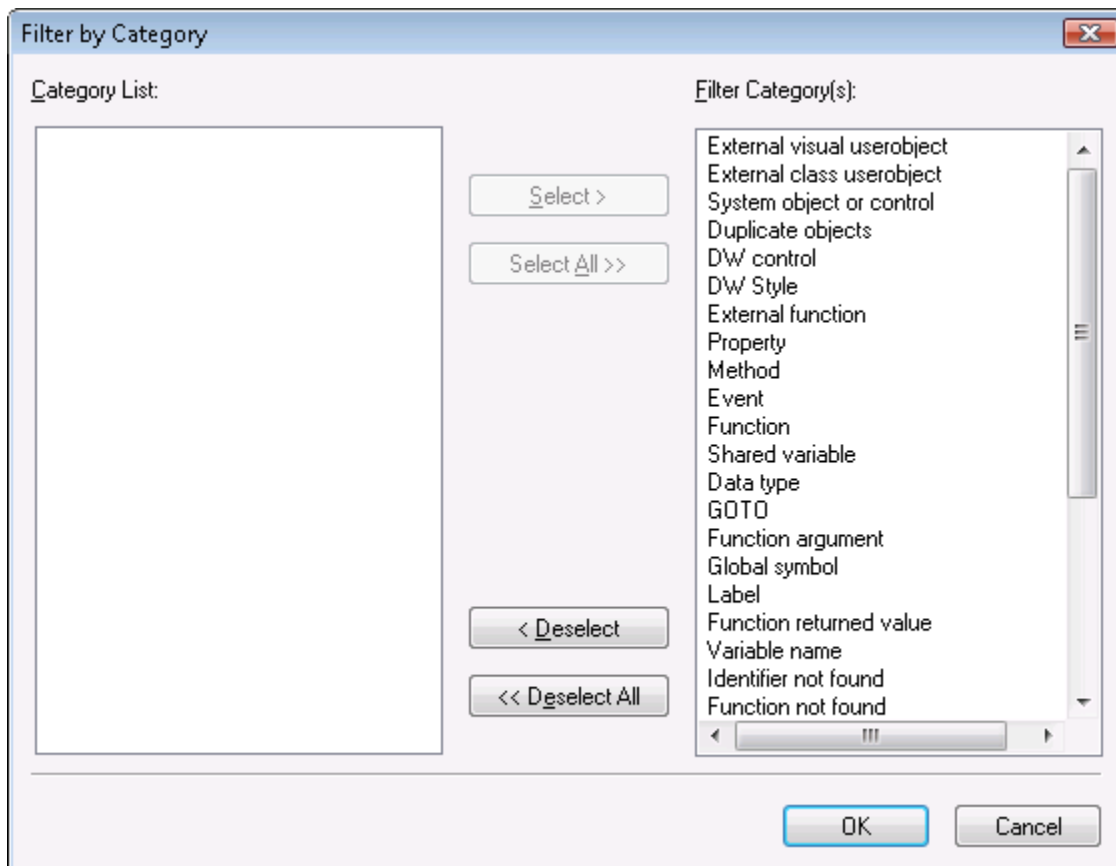 Filter by Category
Category List:
Filter Category(s):
Select >
Select All >>
< Deselect
<< Deselect All
External visual userobject
External class userobject
System object or control
Duplicate objects
DW control
DW Style
External function
Property
Method
Event
Function
Shared variable
Data type
GOTO
Function argument
Global symbol
Label
Function returned value
Variable name
Identifier not found
Function not found
OK
Cancel